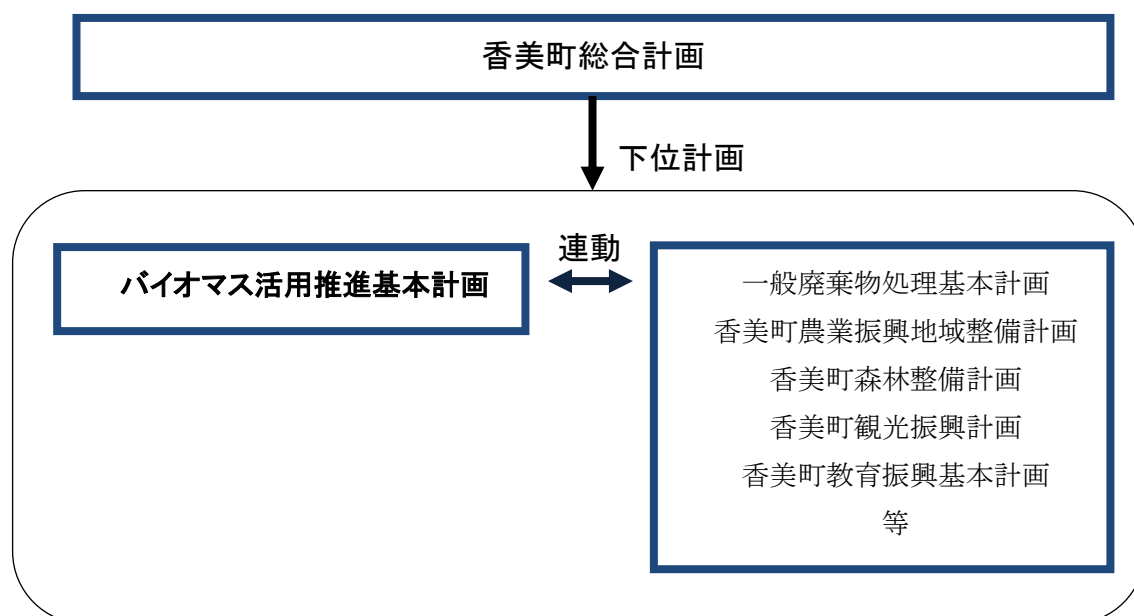 香美町総合計画
下位計画
連動
バイオマス活用推進基本計画
一般廃棄物処理基本計画
香美町農業振興地域整備計画
香美町森林整備計画
香美町観光振興計画
香美町教育振興基本計画
等